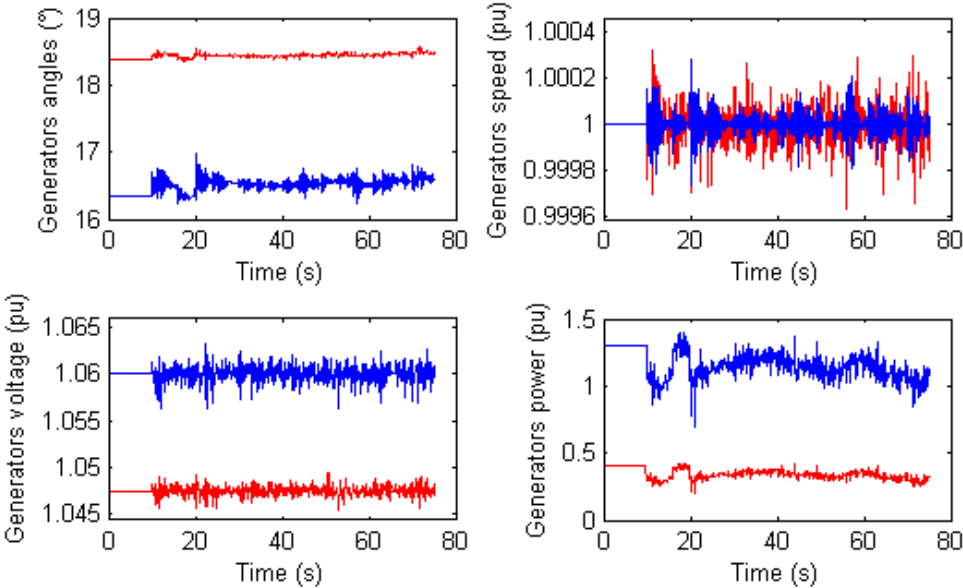 Generators angles (°)
19
18
17
16
0 20 40 60 80
Time (s)
Generators speed (pu)
1.0004
1.0002
1
0.9998
0.9996
0 20 40 60 80
Time (s)
Generators voltage (pu)
1.065
1.06
1.055
1.05
1.045
0 20 40 60 80
Time (s)
Generators power (pu)
1.5
1
0.5
0
0 20 40 60 80
Time (s)